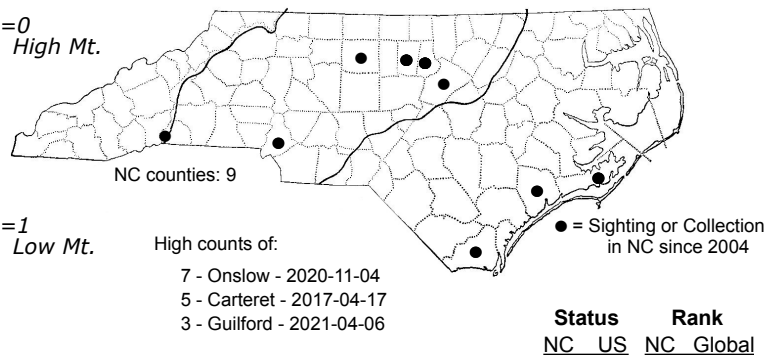 =0
High Mt.
NC counties: 9
=1
Low Mt.
High counts of:
7 - Onslow - 2020-11-04
5 - Carteret - 2017-04-17
3 - Guilford - 2021-04-06
● = Sighting or Collection
in NC since 2004
Status Rank
NC US NC Global